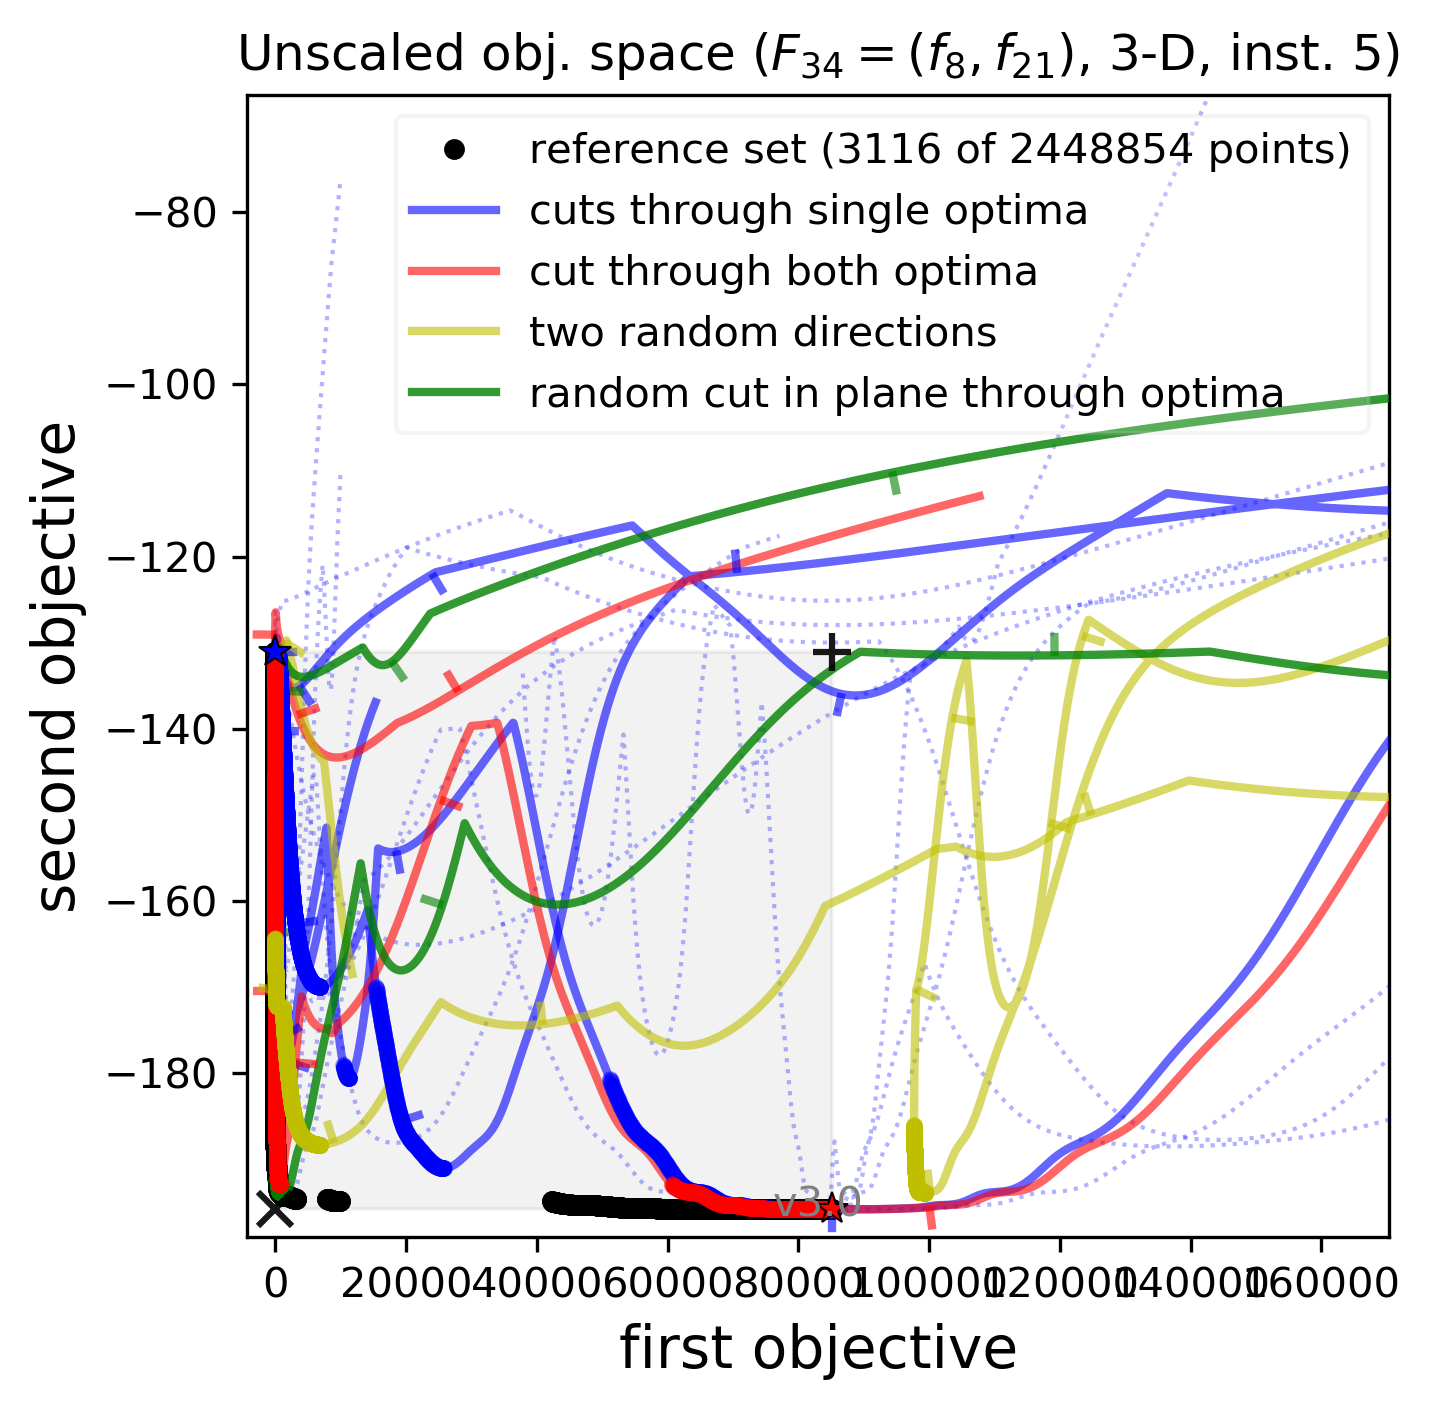 Unscaled obj. space (F₃₄ = (f₈, f₂₁), 3-D, inst. 5)
reference set (3116 of 2448854 points)
cuts through single optima
cut through both optima
two random directions
random cut in plane through optima
−80
−100
−120
−140
−160
−180
second objective
v3.0
0 20000 40000 60000 80000 100000 120000 140000 160000
first objective